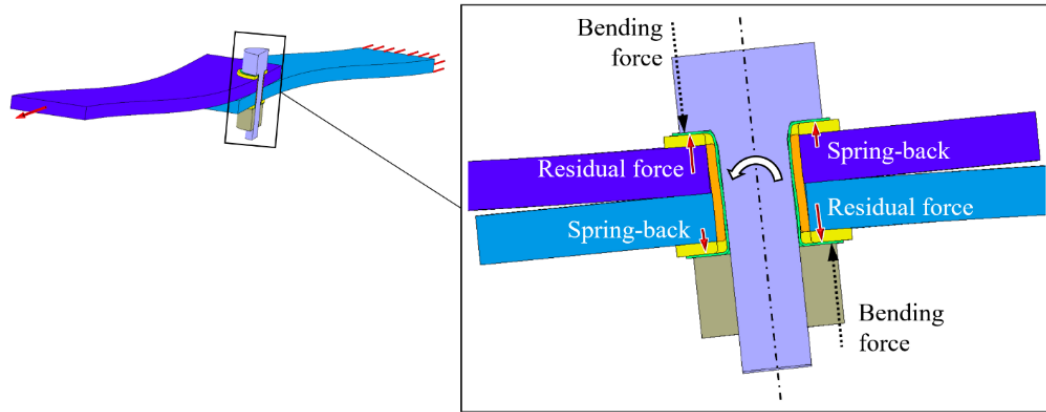 Bending
force
Residual force
Spring-back
Spring-back
Residual force
Bending
force